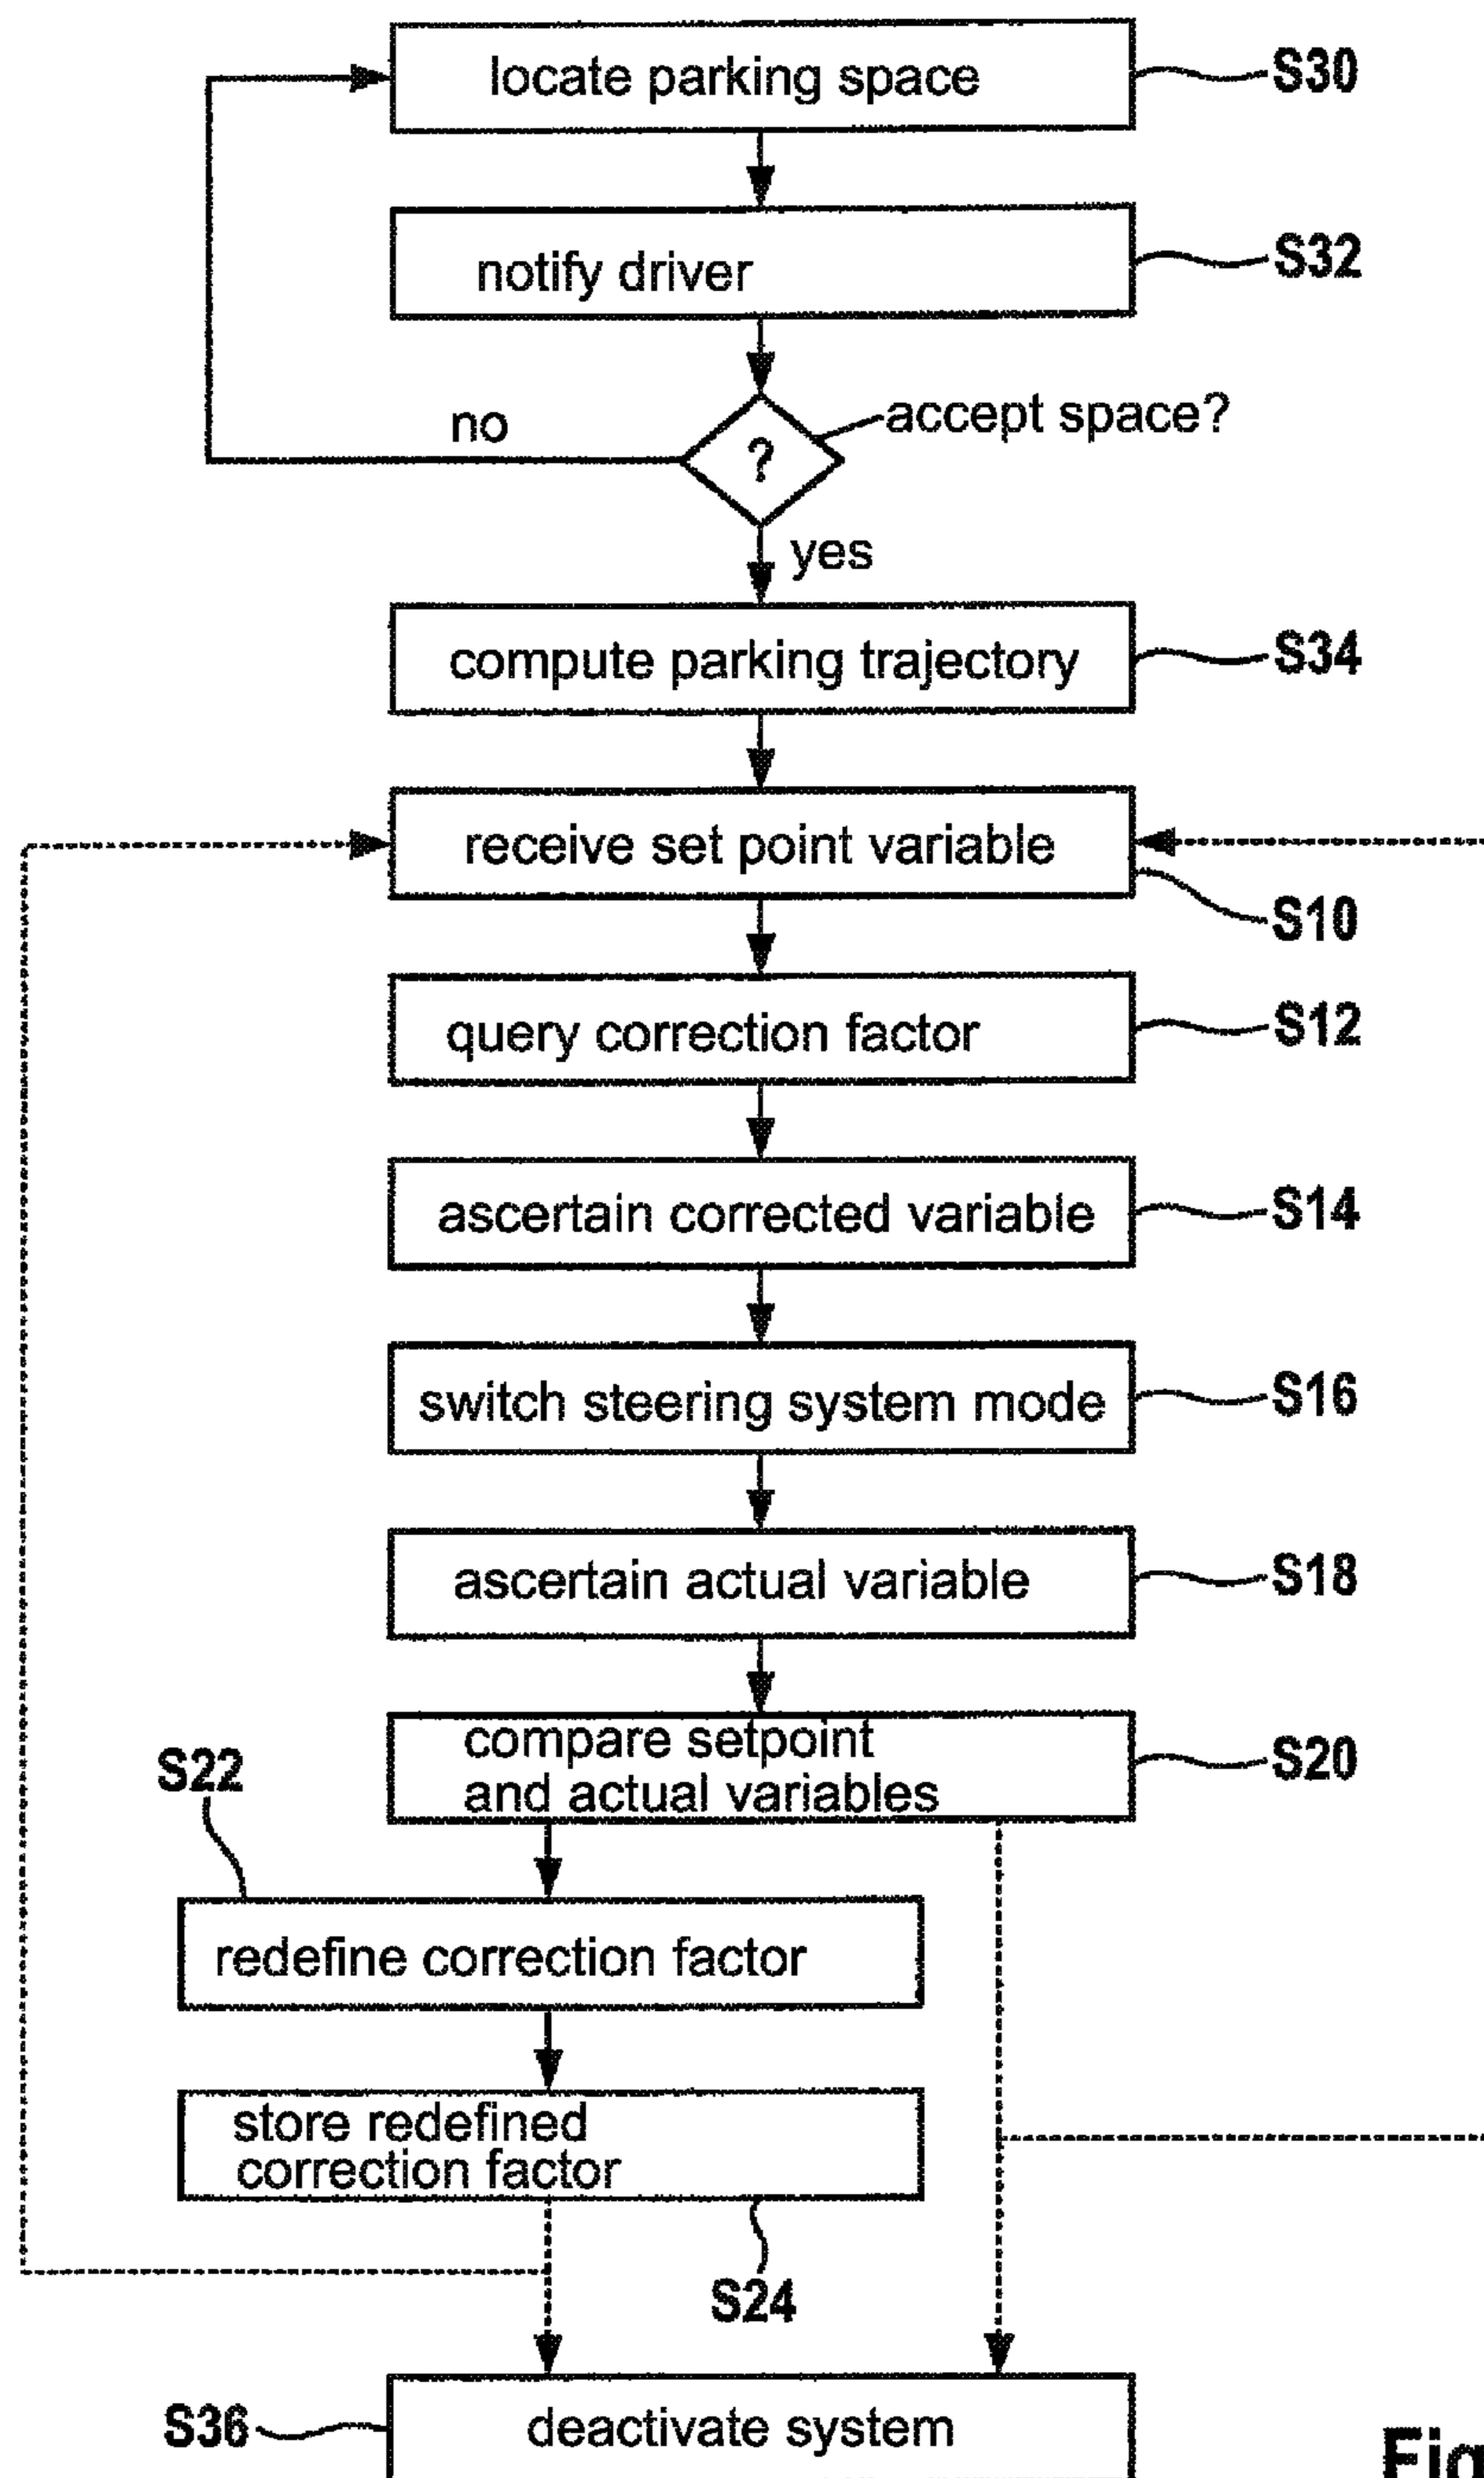 locate parking space
S30
notify driver
S32
no
accept space?
?
yes
compute parking trajectory
S34
receive set point variable
S10
query correction factor
S12
ascertain corrected variable
S14
switch steering system mode
S16
ascertain actual variable
S18
compare setpoint
and actual variables
S20
S22
redefine correction factor
store redefined
correction factor
S24
S36
deactivate system
Fig